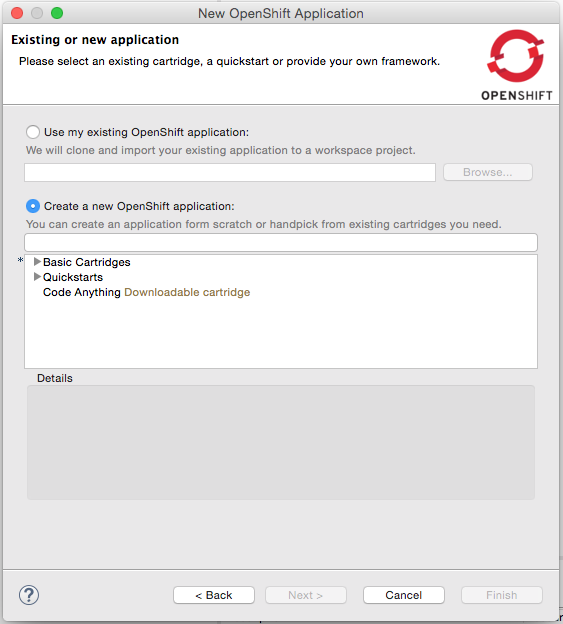 New OpenShift Application
Existing or new application
Please select an existing cartridge, a quickstart or provide your own framework.
OPENSHIFT
Use my existing OpenShift application:
We will clone and import your existing application to a workspace project.
Browse...
Create a new OpenShift application:
You can create an application form scratch or handpick from existing cartridges you need.
*
Basic Cartridges
Quickstarts
Code Anything Downloadable cartridge
Details
?
< Back
Next >
Cancel
Finish